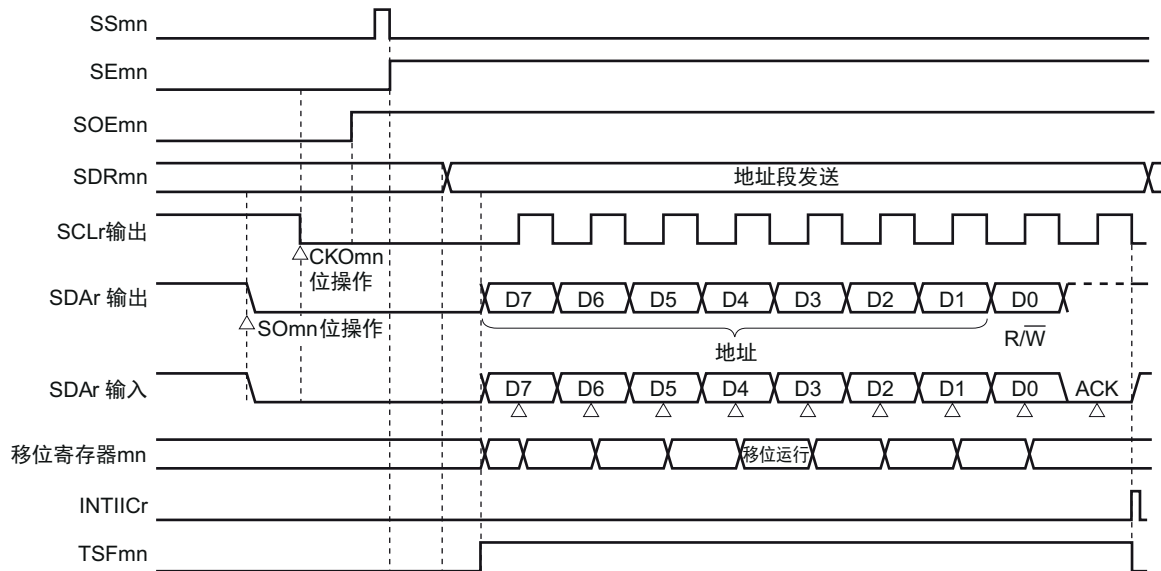 SSmn
SEmn
SOEmn
SDRmn
地址段发送
SCLr输出
CKOmn
位操作
SDAr 输出
D7 D6 D5 D4 D3 D2 D1 D0
SOmn位操作
地址
R/W̅
SDAr 输入
D7 D6 D5 D4 D3 D2 D1 D0 ACK
移位寄存器mn
移位运行
INTIICr
TSFmn